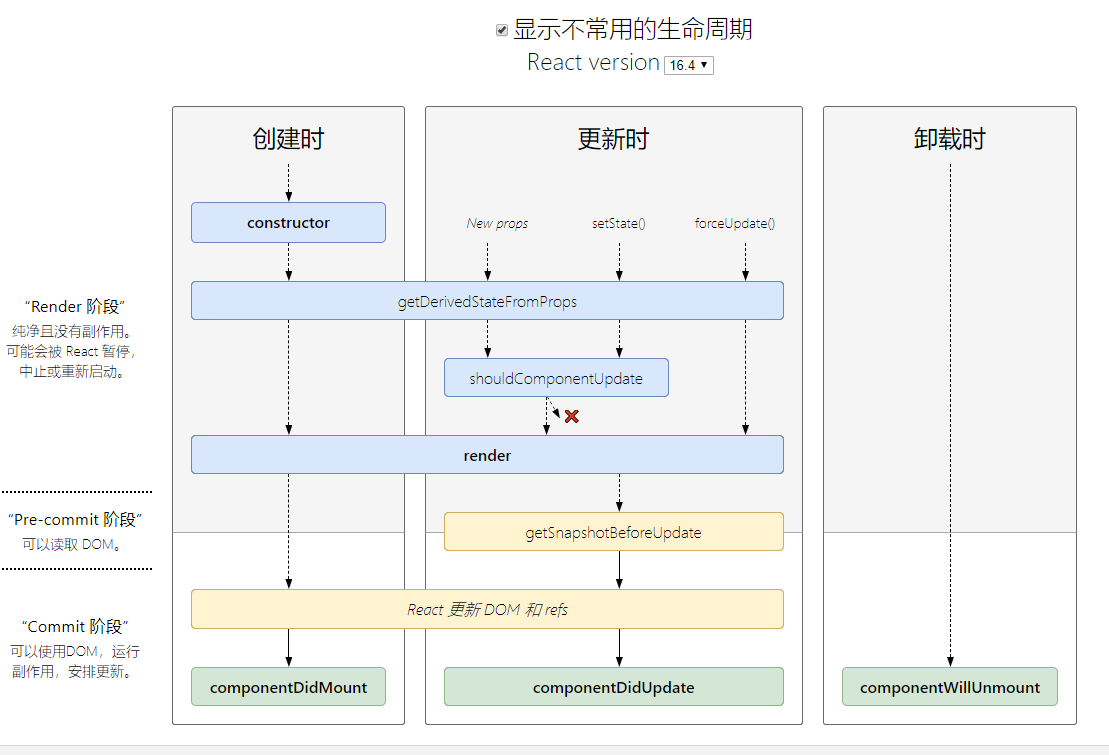 显示不常用的生命周期
React version 16.4
创建时
更新时
卸载时
constructor
New props
setState()
forceUpdate()
getDerivedStateFromProps
“Render 阶段”
纯净且没有副作用。
可能会被 React 暂停，
中止或重新启动。
shouldComponentUpdate
render
“Pre-commit 阶段”
可以读取 DOM。
getSnapshotBeforeUpdate
React 更新 DOM 和 refs
“Commit 阶段”
可以使用DOM，运行
副作用，安排更新。
componentDidMount
componentDidUpdate
componentWillUnmount